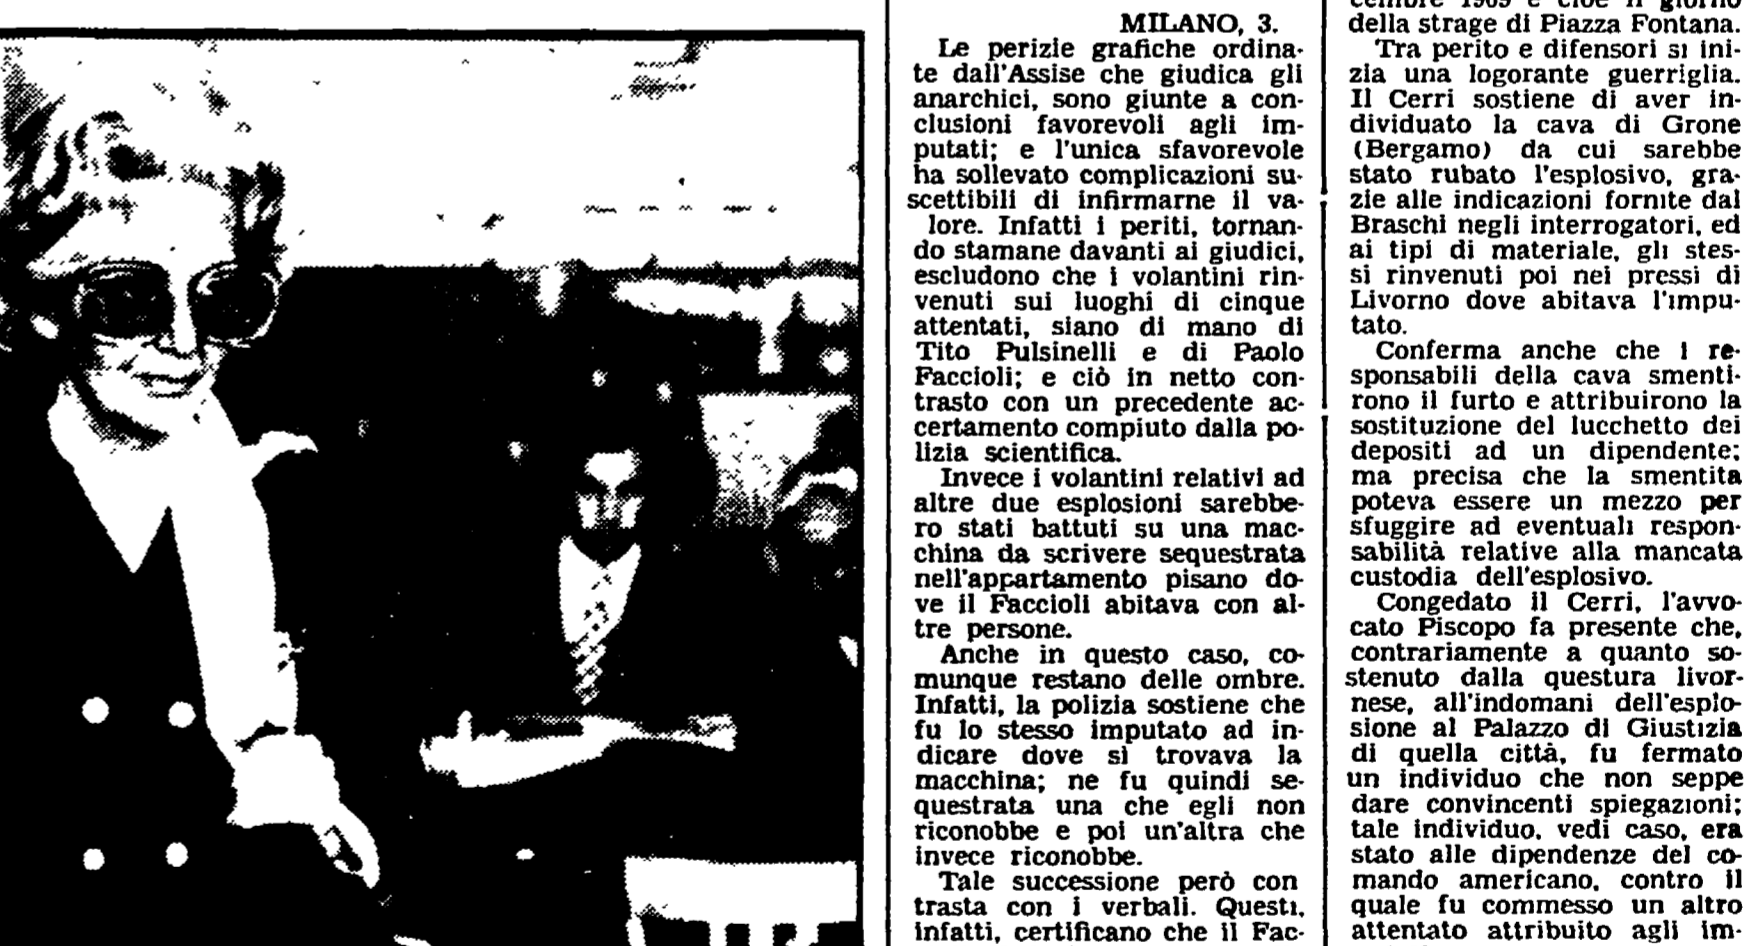 MILANO, 3.
Le perizie grafiche ordina-
te dall'Assise che giudica gli
anarchici, sono giunte a con-
clusioni favorevoli agli im-
putati; e l'unica sfavorevole
ha sollevato complicazioni su-
scettibili di infirmarne il va-
lore. Infatti i periti, tornan-
do stamane davanti ai giudici,
escludono che i volantini rin-
venuti sui luoghi di cinque
attentati, siano di mano di
Tito Pulsinelli e di Paolo
Faccioli; e ciò in netto con-
trasto con un precedente ac-
certamento compiuto dalla po-
lizia scientifica.
Invece i volantini relativi ad
altre due esplosioni sarebbe-
ro stati battuti su una mac-
china da scrivere sequestrata
nell'appartamento pisano do-
ve il Faccioli abitava con al-
tre persone.
Anche in questo caso, co-
munque restano delle ombre.
Infatti, la polizia sostiene che
fu lo stesso imputato ad in-
dicare dove si trovava la
macchina; ne fu quindi se-
questrata una che egli non
riconobbe e poi un'altra che
invece riconobbe.
Tale successione però con
trasta con i verbali. Questi,
infatti, certificano che il Fac-
cembre 1969 e cioè il giorno
della strage di Piazza Fontana.
Tra perito e difensori si ini-
zia una logorante guerriglia.
Il Cerri sostiene di aver in-
dividuato la cava di Grone
(Bergamo) da cui sarebbe
stato rubato l'esplosivo, gra-
zie alle indicazioni fornite dal
Braschi negli interrogatori, ed
ai tipi di materiale, gli stes-
si rinvenuti poi nei pressi di
Livorno dove abitava l'impu-
tato.
Conferma anche che i re-
sponsabili della cava smenti-
rono il furto e attribuirono la
sostituzione del lucchetto dei
depositi ad un dipendente;
ma precisa che la smentita
poteva essere un mezzo per
sfuggire ad eventuali respon-
sabilità relative alla mancata
custodia dell'esplosivo.
Congedato il Cerri, l'avvo-
cato Piscopo fa presente che,
contrariamente a quanto so-
stenuto dalla questura livor-
nese, all'indomani dell'esplo-
sione al Palazzo di Giustizia
di quella città, fu fermato
un individuo che non seppe
dare convincenti spiegazioni;
tale individuo, vedi caso, era
stato alle dipendenze del co-
mando americano, contro il
quale fu commesso un altro
attentato attribuito agli im-